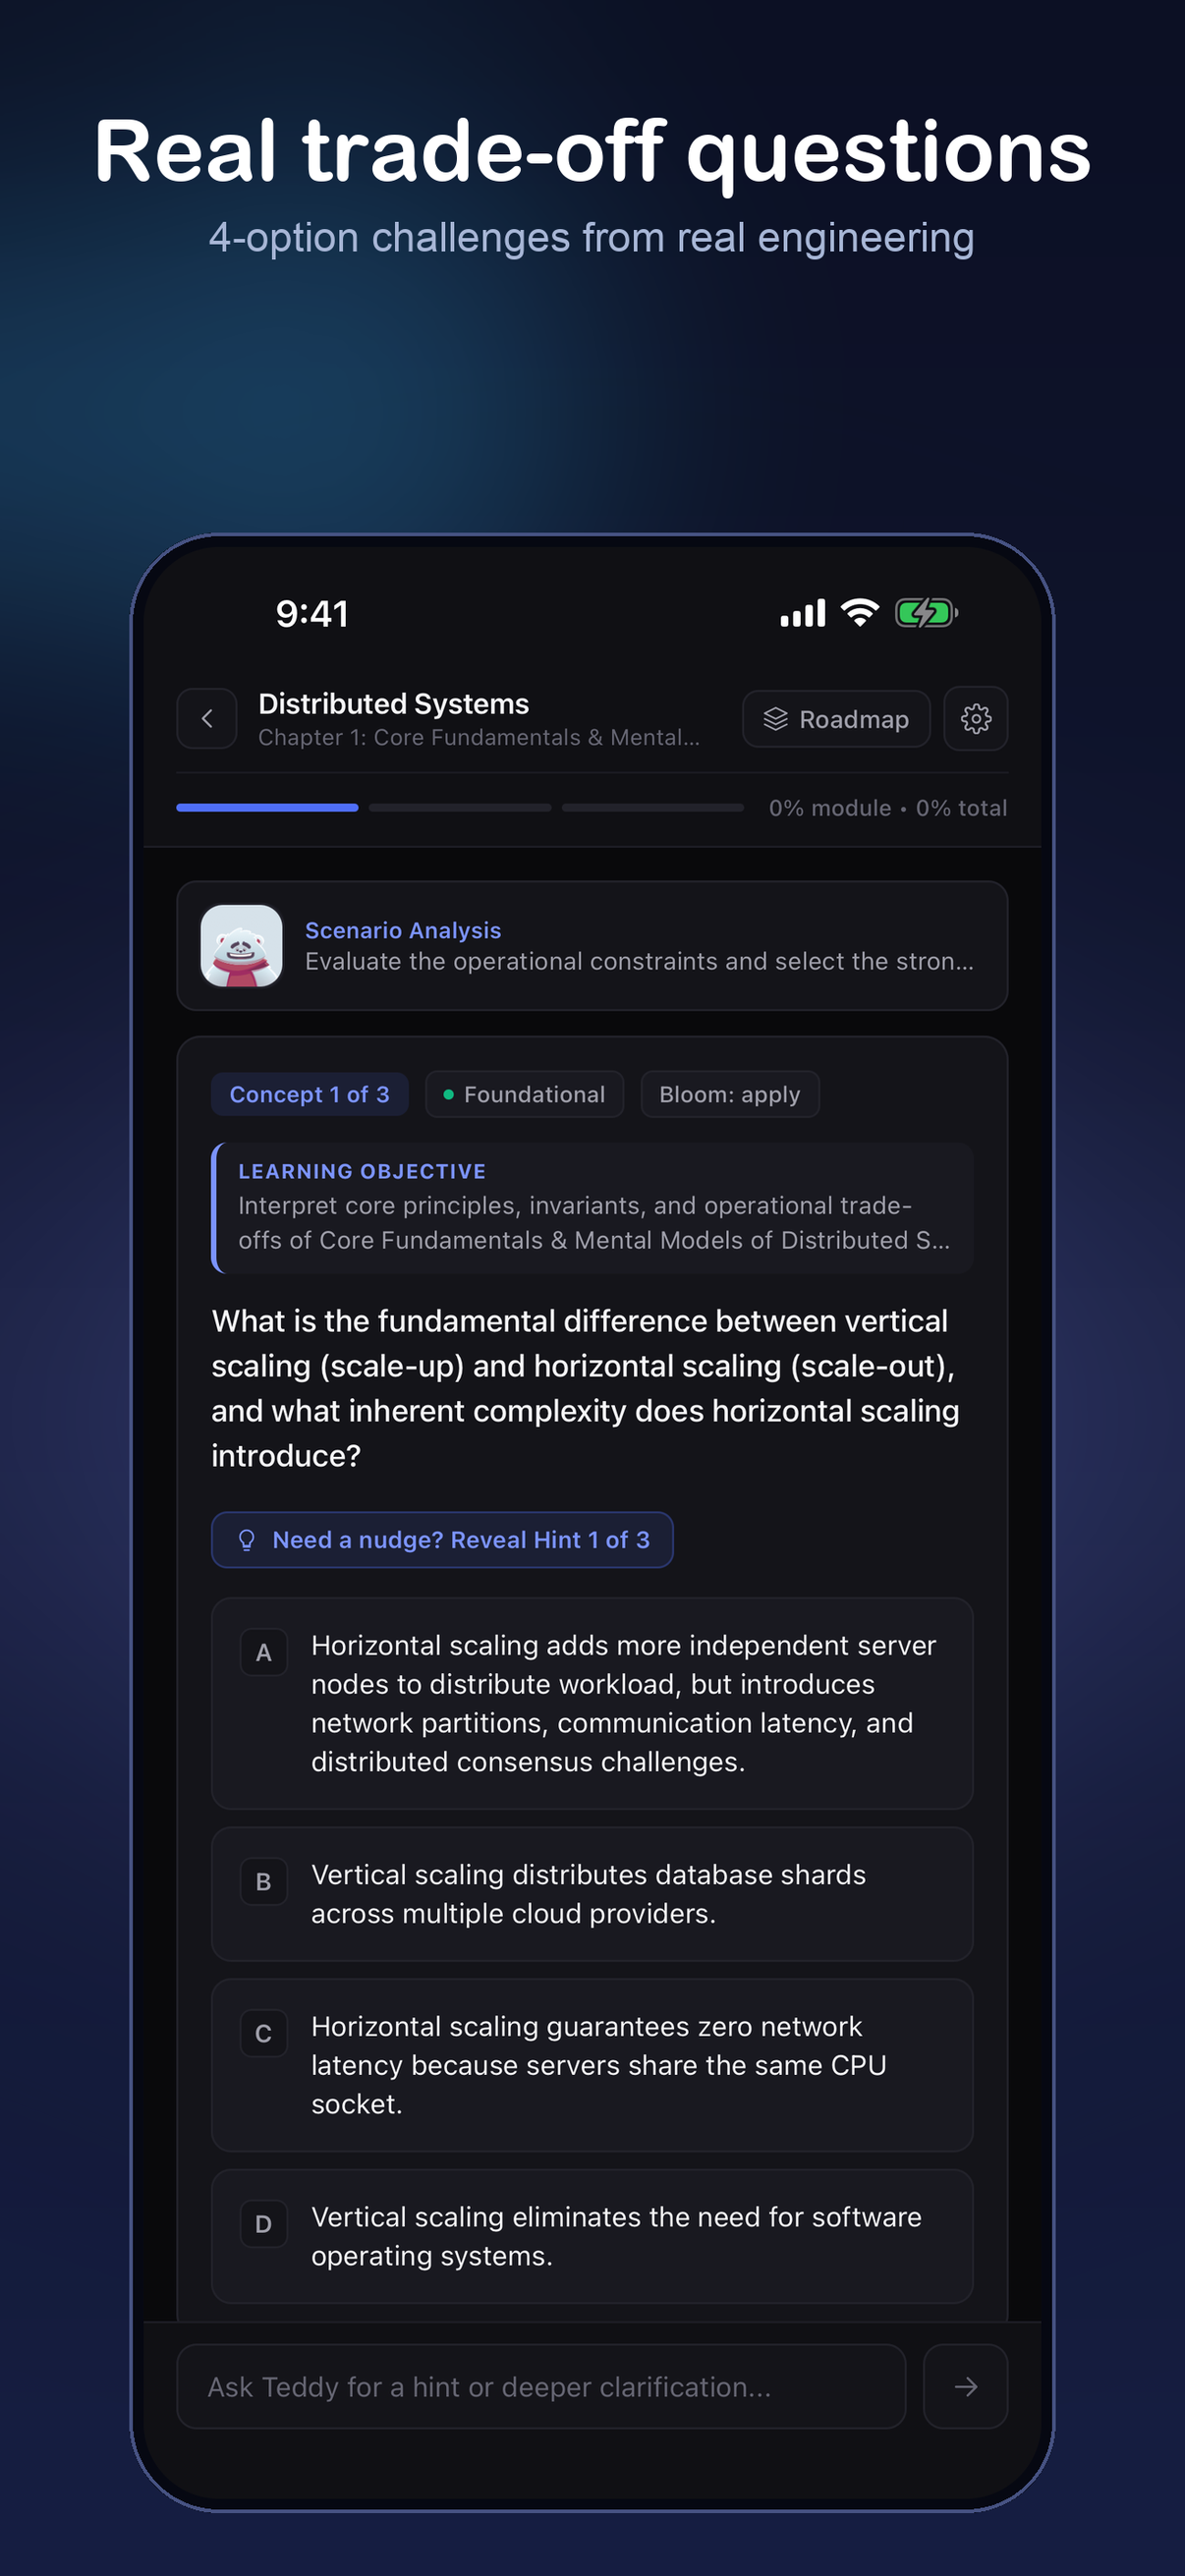 Real trade-off questions
4-option challenges from real engineering
9:41
Distributed Systems
Chapter 1: Core Fundamentals & Mental...
Roadmap
0% module • 0% total
Scenario Analysis
Evaluate the operational constraints and select the stron...
Concept 1 of 3
Foundational
Bloom: apply
LEARNING OBJECTIVE
Interpret core principles, invariants, and operational trade-
offs of Core Fundamentals & Mental Models of Distributed S...
What is the fundamental difference between vertical
scaling (scale-up) and horizontal scaling (scale-out),
and what inherent complexity does horizontal scaling
introduce?
Need a nudge? Reveal Hint 1 of 3
A
Horizontal scaling adds more independent server
nodes to distribute workload, but introduces
network partitions, communication latency, and
distributed consensus challenges.
B
Vertical scaling distributes database shards
across multiple cloud providers.
C
Horizontal scaling guarantees zero network
latency because servers share the same CPU
socket.
D
Vertical scaling eliminates the need for software
operating systems.
Ask Teddy for a hint or deeper clarification...